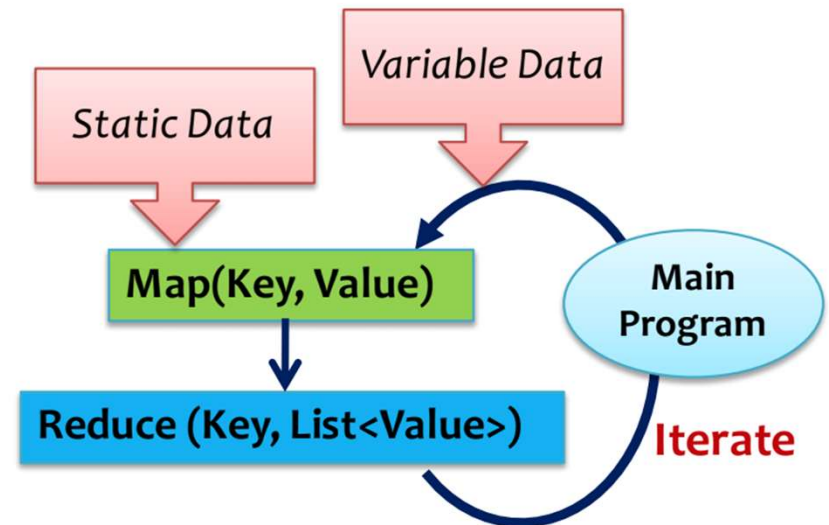 Variable Data
Static Data
Map(Key, Value)
Main
Program
Reduce (Key, List<Value>)
Iterate